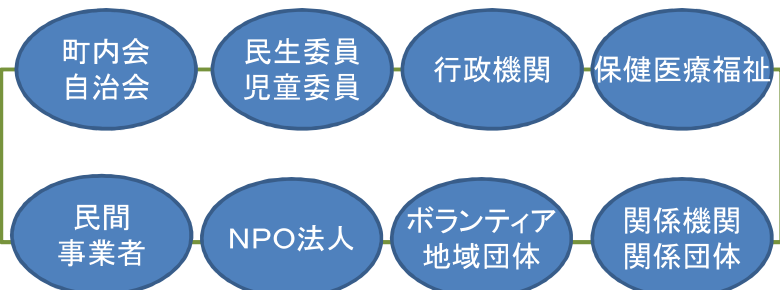 町内会
自治会
民生委員
児童委員
行政機関
保健医療福祉
民間
事業者
NPO法人
ボランティア
地域団体
関係機関
関係団体